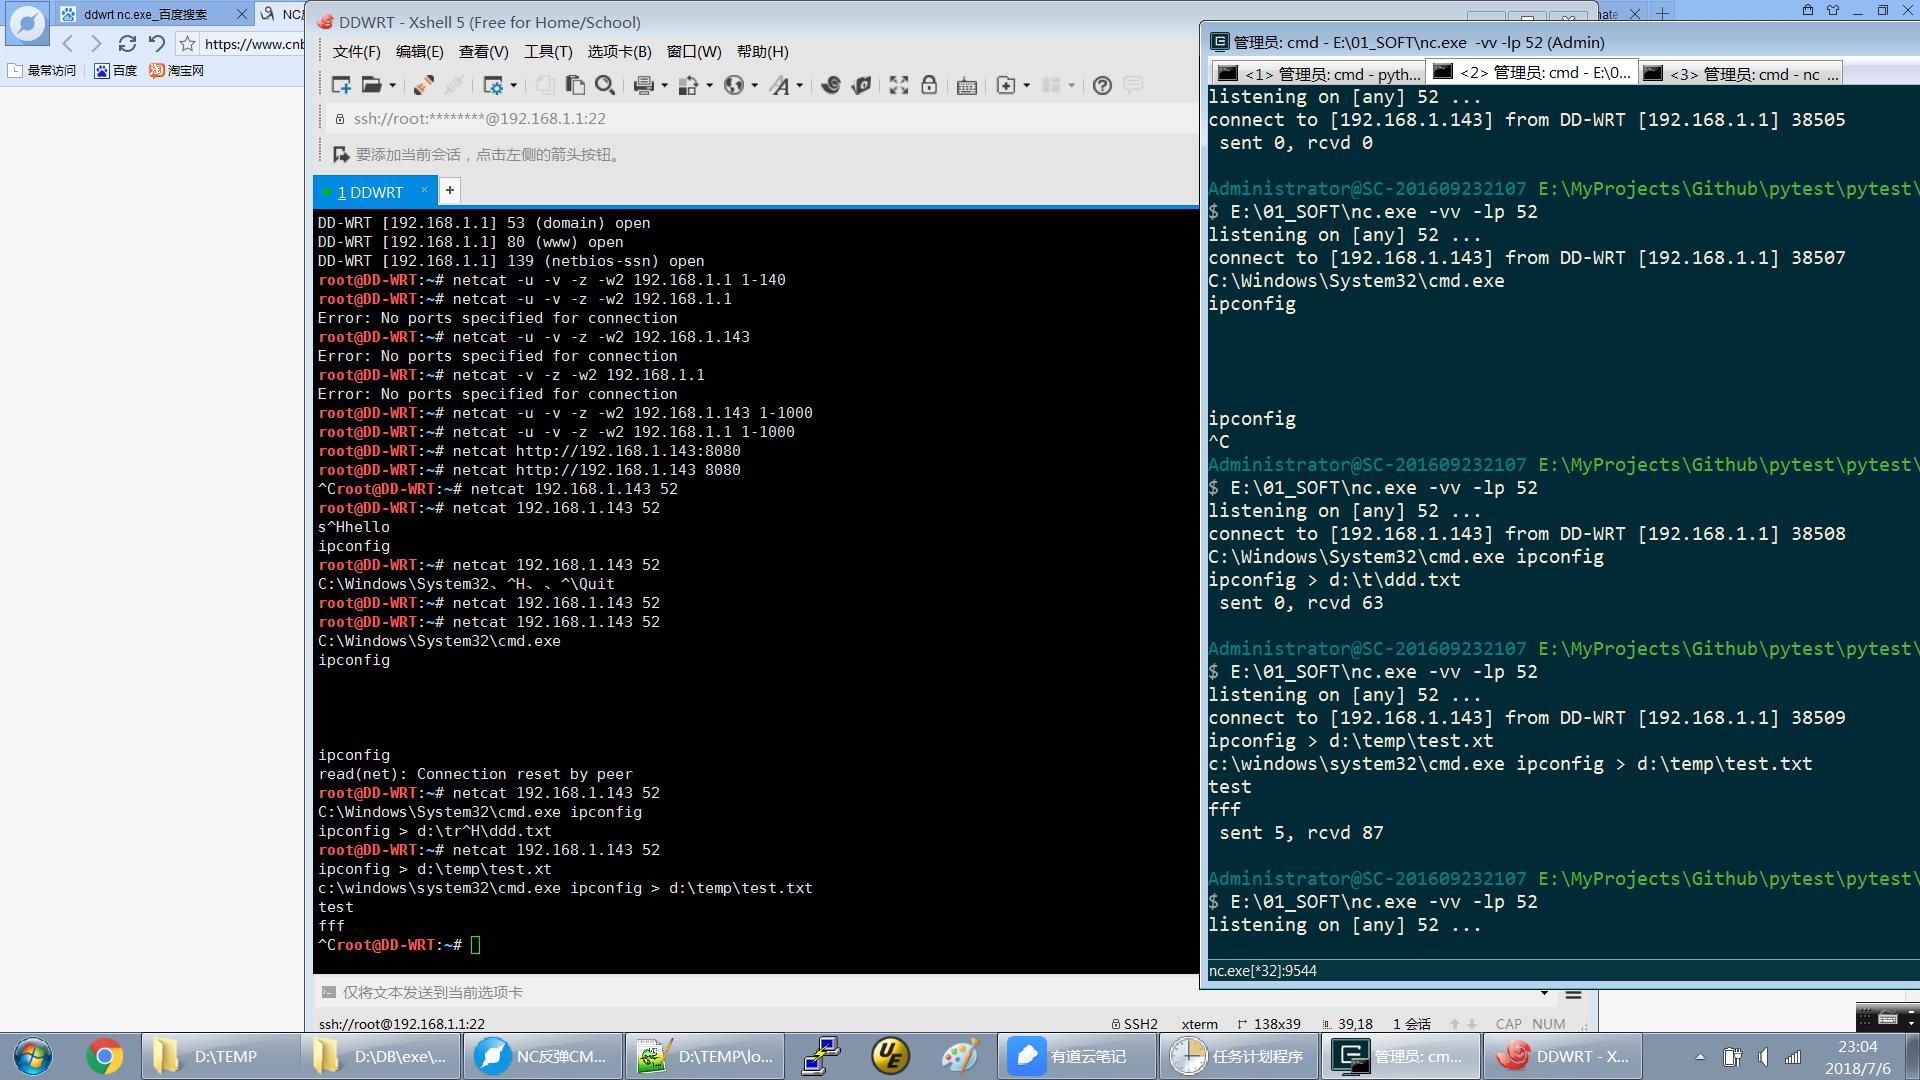 ddwrt nc.exe_百度搜索
https://www.cnb
最常访问
百度
淘宝网
DDWRT - Xshell 5 (Free for Home/School)
文件(F) 编辑(E) 查看(V) 工具(T) 选项卡(B) 窗口(W) 帮助(H)
ssh://root:********@192.168.1.1:22
要添加当前会话，点击左侧的箭头按钮。
1 DDWRT
DD-WRT [192.168.1.1] 53 (domain) open
DD-WRT [192.168.1.1] 80 (www) open
DD-WRT [192.168.1.1] 139 (netbios-ssn) open
root@DD-WRT:~# netcat -u -v -z -w2 192.168.1.1 1-140
root@DD-WRT:~# netcat -u -v -z -w2 192.168.1.1
Error: No ports specified for connection
root@DD-WRT:~# netcat -u -v -z -w2 192.168.1.143
Error: No ports specified for connection
root@DD-WRT:~# netcat -v -z -w2 192.168.1.1
Error: No ports specified for connection
root@DD-WRT:~# netcat -u -v -z -w2 192.168.1.143 1-1000
root@DD-WRT:~# netcat -u -v -z -w2 192.168.1.1 1-1000
root@DD-WRT:~# netcat http://192.168.1.143:8080
root@DD-WRT:~# netcat http://192.168.1.143 8080
^Croot@DD-WRT:~# netcat 192.168.1.143 52
root@DD-WRT:~# netcat 192.168.1.143 52
s^Hhello
ipconfig
root@DD-WRT:~# netcat 192.168.1.143 52
C:\Windows\System32、^H、、^\Quit
root@DD-WRT:~# netcat 192.168.1.143 52
root@DD-WRT:~# netcat 192.168.1.143 52
C:\Windows\System32\cmd.exe
ipconfig
ipconfig
read(net): Connection reset by peer
root@DD-WRT:~# netcat 192.168.1.143 52
C:\Windows\System32\cmd.exe ipconfig
ipconfig > d:\tr^H\ddd.txt
root@DD-WRT:~# netcat 192.168.1.143 52
ipconfig > d:\temp\test.xt
c:\windows\system32\cmd.exe ipconfig > d:\temp\test.txt
test
fff
^Croot@DD-WRT:~#
仅将文本发送到当前选项卡
ssh://root@192.168.1.1:22
SSH2 xterm 138x39 39,18 1 会话 CAP NUM
管理员: cmd - E:\01_SOFT\nc.exe -vv -lp 52 (Admin)
<1> 管理员: cmd - pyth... <2> 管理员: cmd - E:\0... <3> 管理员: cmd - nc ...
listening on [any] 52 ...
connect to [192.168.1.143] from DD-WRT [192.168.1.1] 38505
sent 0, rcvd 0
Administrator@SC-201609232107 E:\MyProjects\Github\pytest\pytest\
$ E:\01_SOFT\nc.exe -vv -lp 52
listening on [any] 52 ...
connect to [192.168.1.143] from DD-WRT [192.168.1.1] 38507
C:\Windows\System32\cmd.exe
ipconfig
ipconfig
^C
Administrator@SC-201609232107 E:\MyProjects\Github\pytest\pytest\
$ E:\01_SOFT\nc.exe -vv -lp 52
listening on [any] 52 ...
connect to [192.168.1.143] from DD-WRT [192.168.1.1] 38508
C:\Windows\System32\cmd.exe ipconfig
ipconfig > d:\t\ddd.txt
sent 0, rcvd 63
Administrator@SC-201609232107 E:\MyProjects\Github\pytest\pytest\
$ E:\01_SOFT\nc.exe -vv -lp 52
listening on [any] 52 ...
connect to [192.168.1.143] from DD-WRT [192.168.1.1] 38509
ipconfig > d:\temp\test.xt
c:\windows\system32\cmd.exe ipconfig > d:\temp\test.txt
test
fff
sent 5, rcvd 87
Administrator@SC-201609232107 E:\MyProjects\Github\pytest\pytest\
$ E:\01_SOFT\nc.exe -vv -lp 52
listening on [any] 52 ...
nc.exe[*32]:9544
D:\TEMP
D:\DB\exe\...
NC反弹CM...
D:\TEMP\lo...
有道云笔记
任务计划程序
管理员: cm...
DDWRT - X...
23:04
2018/7/6